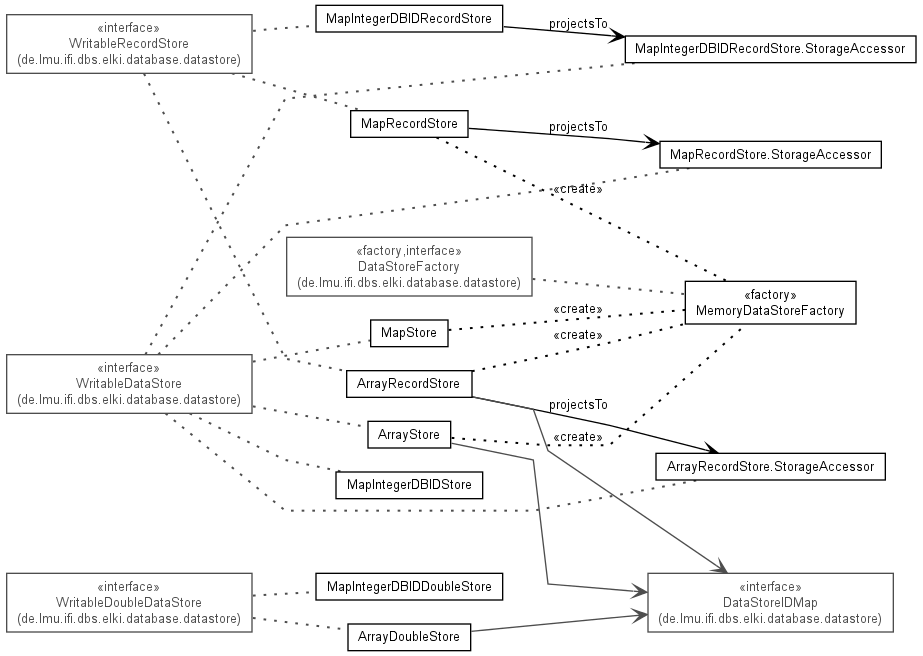 MapIntegerDBIDRecordStore
«interface»
WritableRecordStore
(de.lmu.ifi.dbs.elki.database.datastore)
projectsTo
MapIntegerDBIDRecordStore.StorageAccessor
MapRecordStore
projectsTo
MapRecordStore.StorageAccessor
«create»
«factory,interface»
DataStoreFactory
(de.lmu.ifi.dbs.elki.database.datastore)
«factory»
MemoryDataStoreFactory
«create»
MapStore
«create»
«interface»
WritableDataStore
(de.lmu.ifi.dbs.elki.database.datastore)
ArrayRecordStore
projectsTo
ArrayStore
«create»
ArrayRecordStore.StorageAccessor
MapIntegerDBIDStore
«interface»
WritableDoubleDataStore
(de.lmu.ifi.dbs.elki.database.datastore)
MapIntegerDBIDDoubleStore
«interface»
DataStoreIDMap
(de.lmu.ifi.dbs.elki.database.datastore)
ArrayDoubleStore